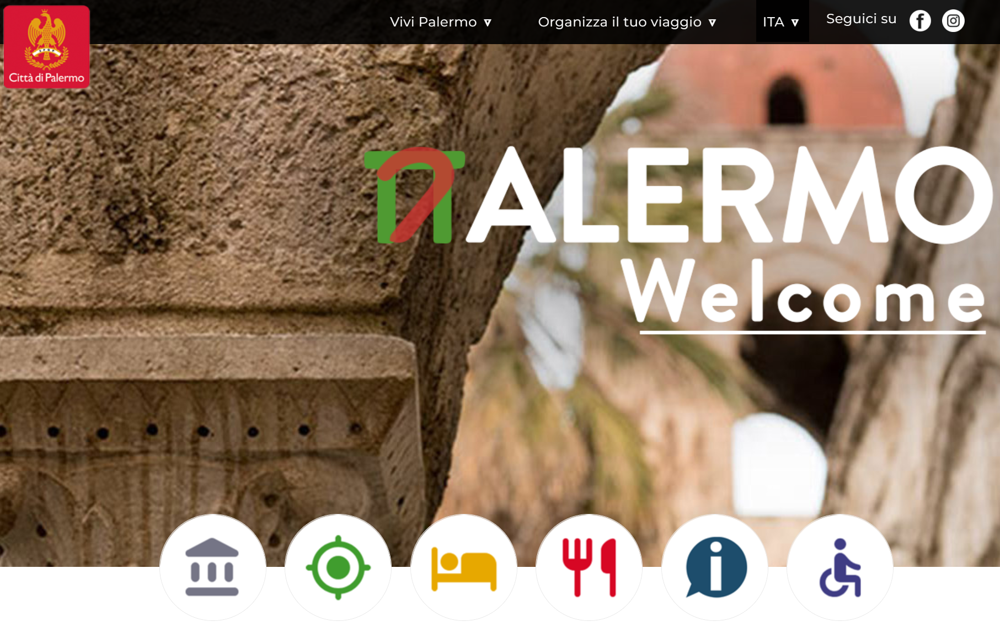 Vivi Palermo
Organizza il tuo viaggio
ITA
Seguici su
S P Q P
Città di Palermo
PALERMO
Welcome